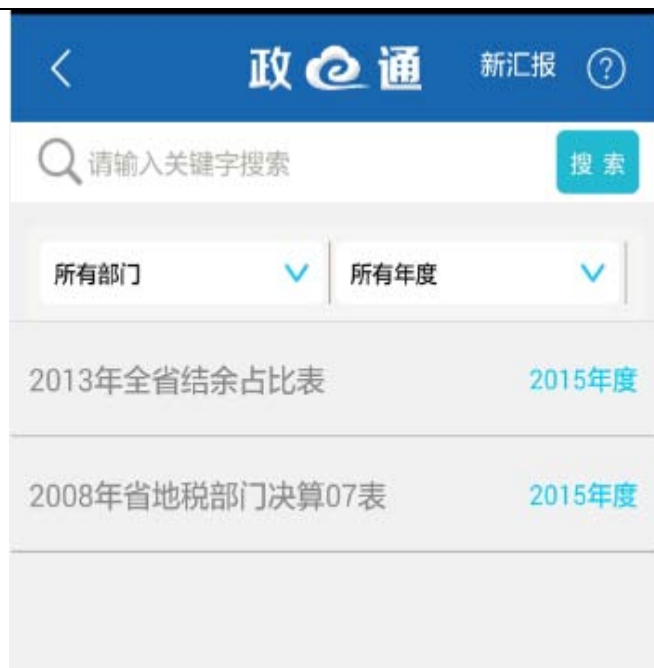 政e通 新汇报 ?
请输入关键字搜索 搜索
所有部门 所有年度
2013年全省结余占比表 2015年度
2008年省地税部门决算07表 2015年度